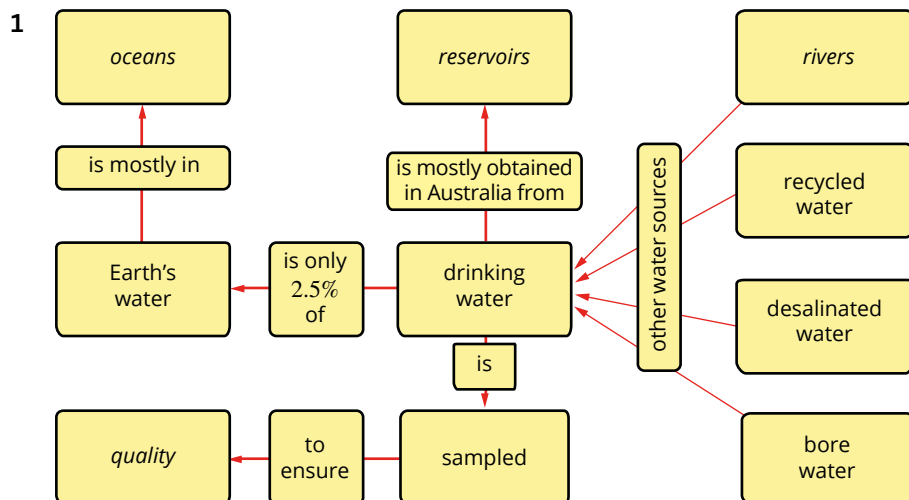 1
oceans
reservoirs
rivers
is mostly in
is mostly obtained
in Australia from
other water sources
recycled
water
Earth's
water
is only
2.5%
of
drinking
water
desalinated
water
is
quality
to
ensure
sampled
bore
water